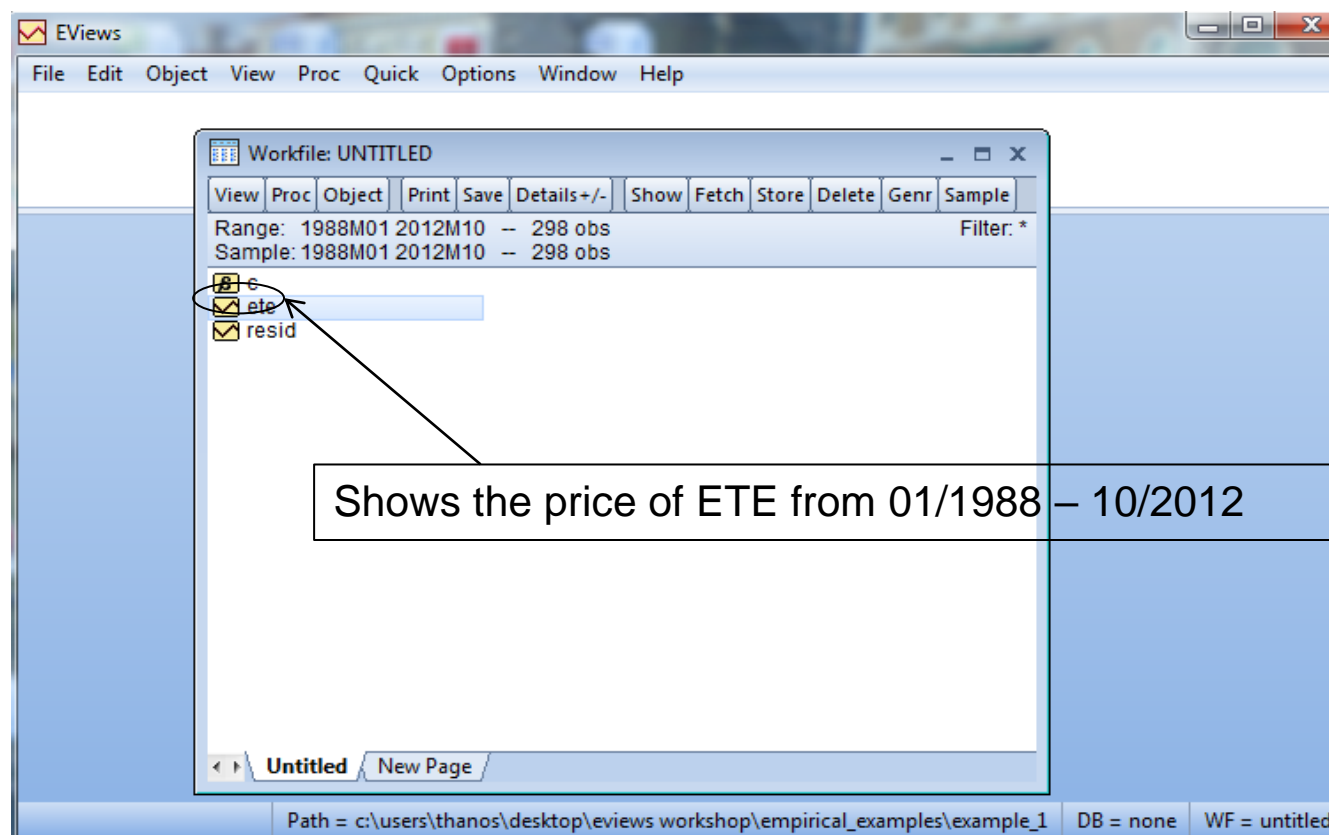 EViews
File Edit Object View Proc Quick Options Window Help
Workfile: UNTITLED
View Proc Object Print Save Details+/- Show Fetch Store Delete Genr Sample
Range: 1988M01 2012M10 -- 298 obs Filter: *
Sample: 1988M01 2012M10 -- 298 obs
β c
ete
resid
Shows the price of ETE from 01/1988 – 10/2012
Untitled New Page
Path = c:\users\thanos\desktop\eviews workshop\empirical_examples\example_1 DB = none WF = untitled